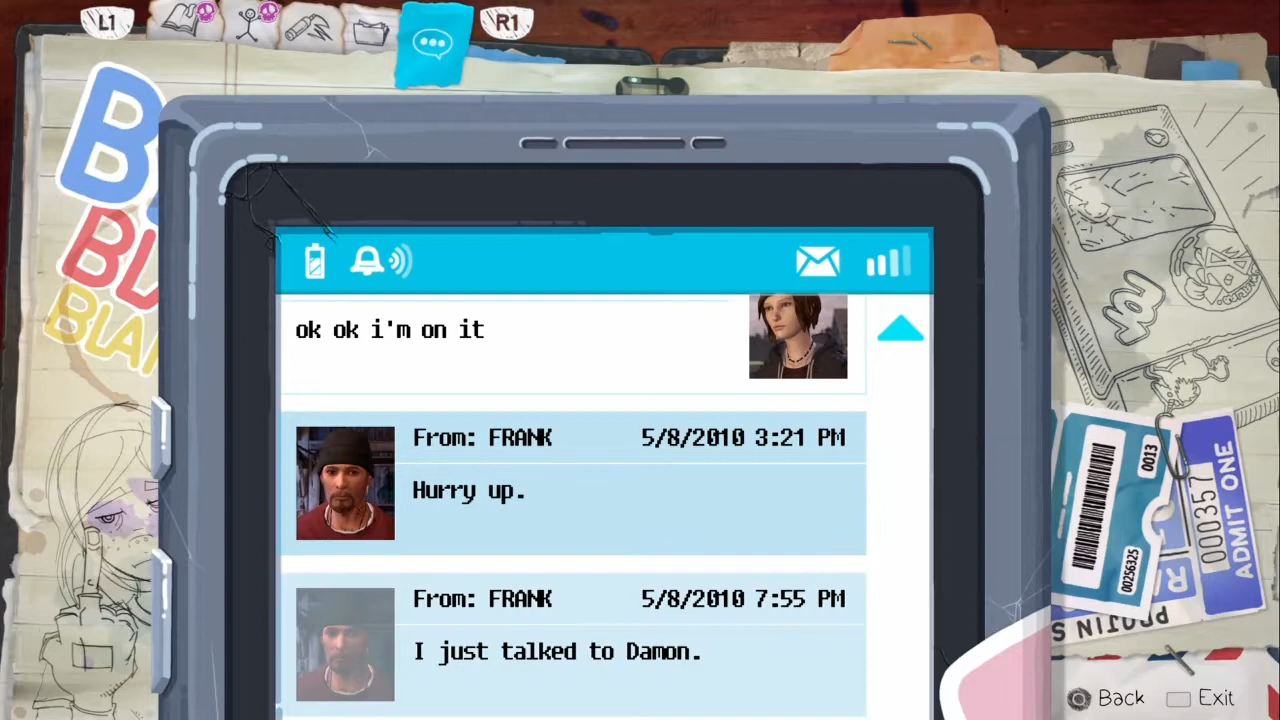 L1
R1
ok ok i'm on it
From: FRANK 5/8/2010 3:21 PM
Hurry up.
From: FRANK 5/8/2010 7:55 PM
I just talked to Damon.
0013
00256325
000357
ADMIT ONE
Back
Exit